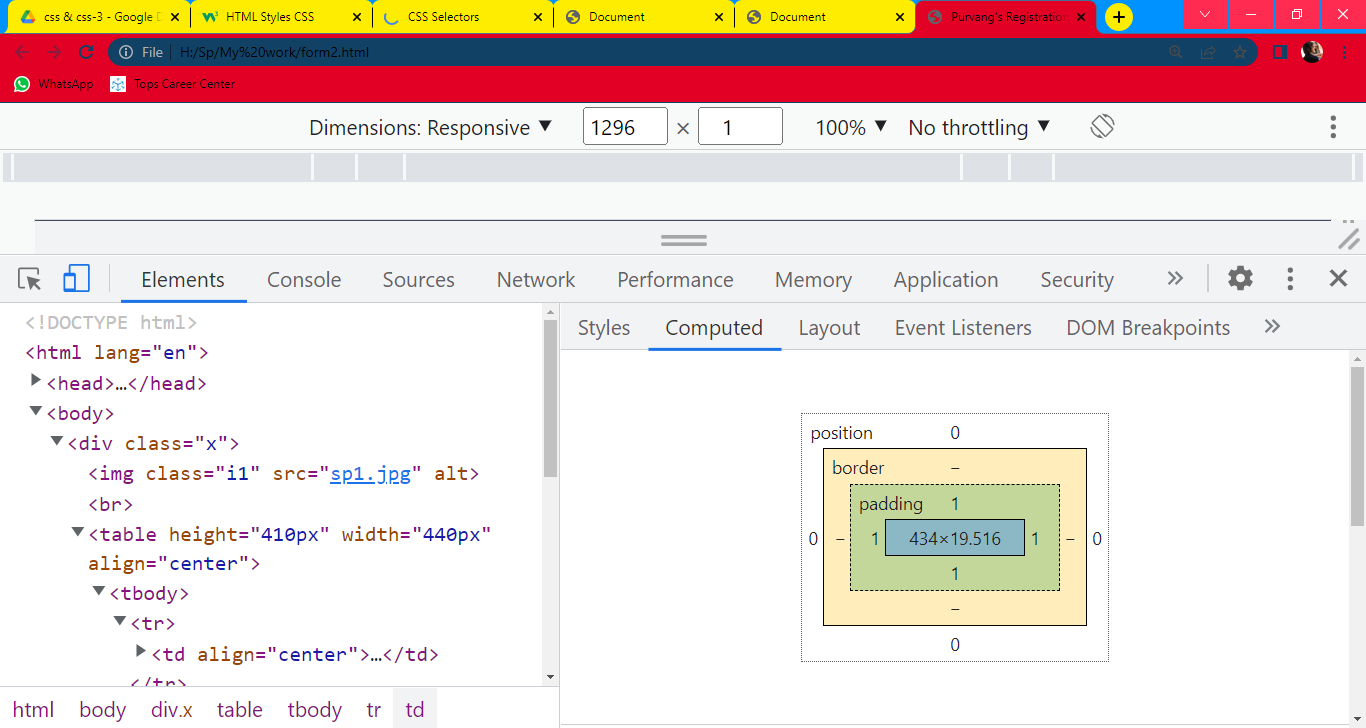 css & css-3 - Google D
HTML Styles CSS
CSS Selectors
Document
Document
Purvang's Registration
File | H:/Sp/My%20work/form2.html
WhatsApp
Tops Career Center
Dimensions: Responsive ▼ 1296 × 1 100% ▼ No throttling ▼
Elements Console Sources Network Performance Memory Application Security »
<!DOCTYPE html>
<html lang="en">
<head>…</head>
<body>
<div class="x">
<img class="i1" src="sp1.jpg" alt>
<br>
<table height="410px" width="440px"
align="center">
<tbody>
<tr>
<td align="center">…</td>
</tr>
html body div.x table tbody tr td
Styles Computed Layout Event Listeners DOM Breakpoints »
position 0
border –
padding 1
0 – 1 434×19.516 1 – 0
1
–
0